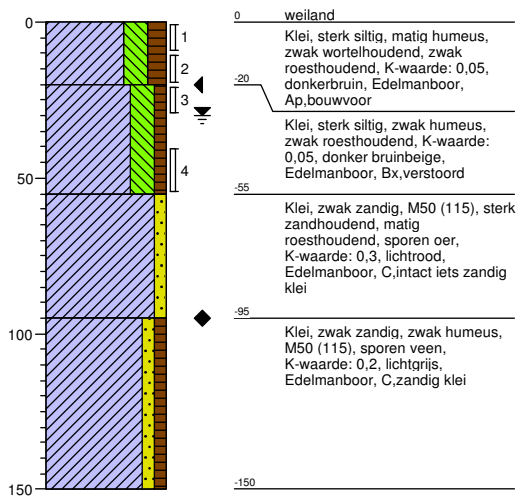 0
50
100
150
1
2
3
4
0 weiland
Klei, sterk siltig, matig humeus,
zwak wortelhoudend, zwak
roesthoudend, K-waarde: 0,05,
donkerbruin, Edelmanboor,
Ap,bouwvoor
-20
Klei, sterk siltig, zwak humeus,
zwak roesthoudend, K-waarde:
0,05, donker bruinbeige,
Edelmanboor, Bx,verstoord
-55
Klei, zwak zandig, M50 (115), sterk
zandhoudend, matig
roesthoudend, sporen oer,
K-waarde: 0,3, lichtrood,
Edelmanboor, C,intact iets zandig
klei
-95
Klei, zwak zandig, zwak humeus,
M50 (115), sporen veen,
K-waarde: 0,2, lichtgrijs,
Edelmanboor, C,zandig klei
-150